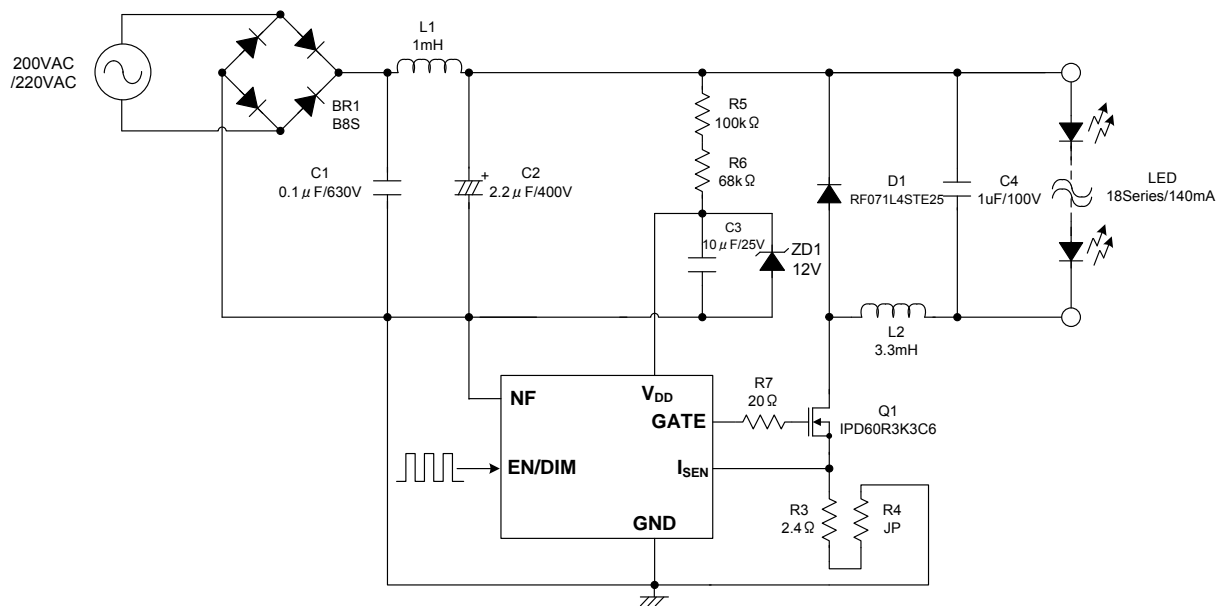 200VAC
/220VAC
BR1
B8S
L1
1mH
C1
0.1μF/630V
C2
+
2.2μF/400V
R5
100kΩ
R6
68kΩ
C3
10μF/25V
ZD1
12V
D1
RF071L4STE25
C4
1uF/100V
LED
18Series/140mA
L2
3.3mH
NF
VDD
GATE
EN/DIM
ISEN
GND
R7
20Ω
Q1
IPD60R3K3C6
R3
2.4Ω
R4
JP